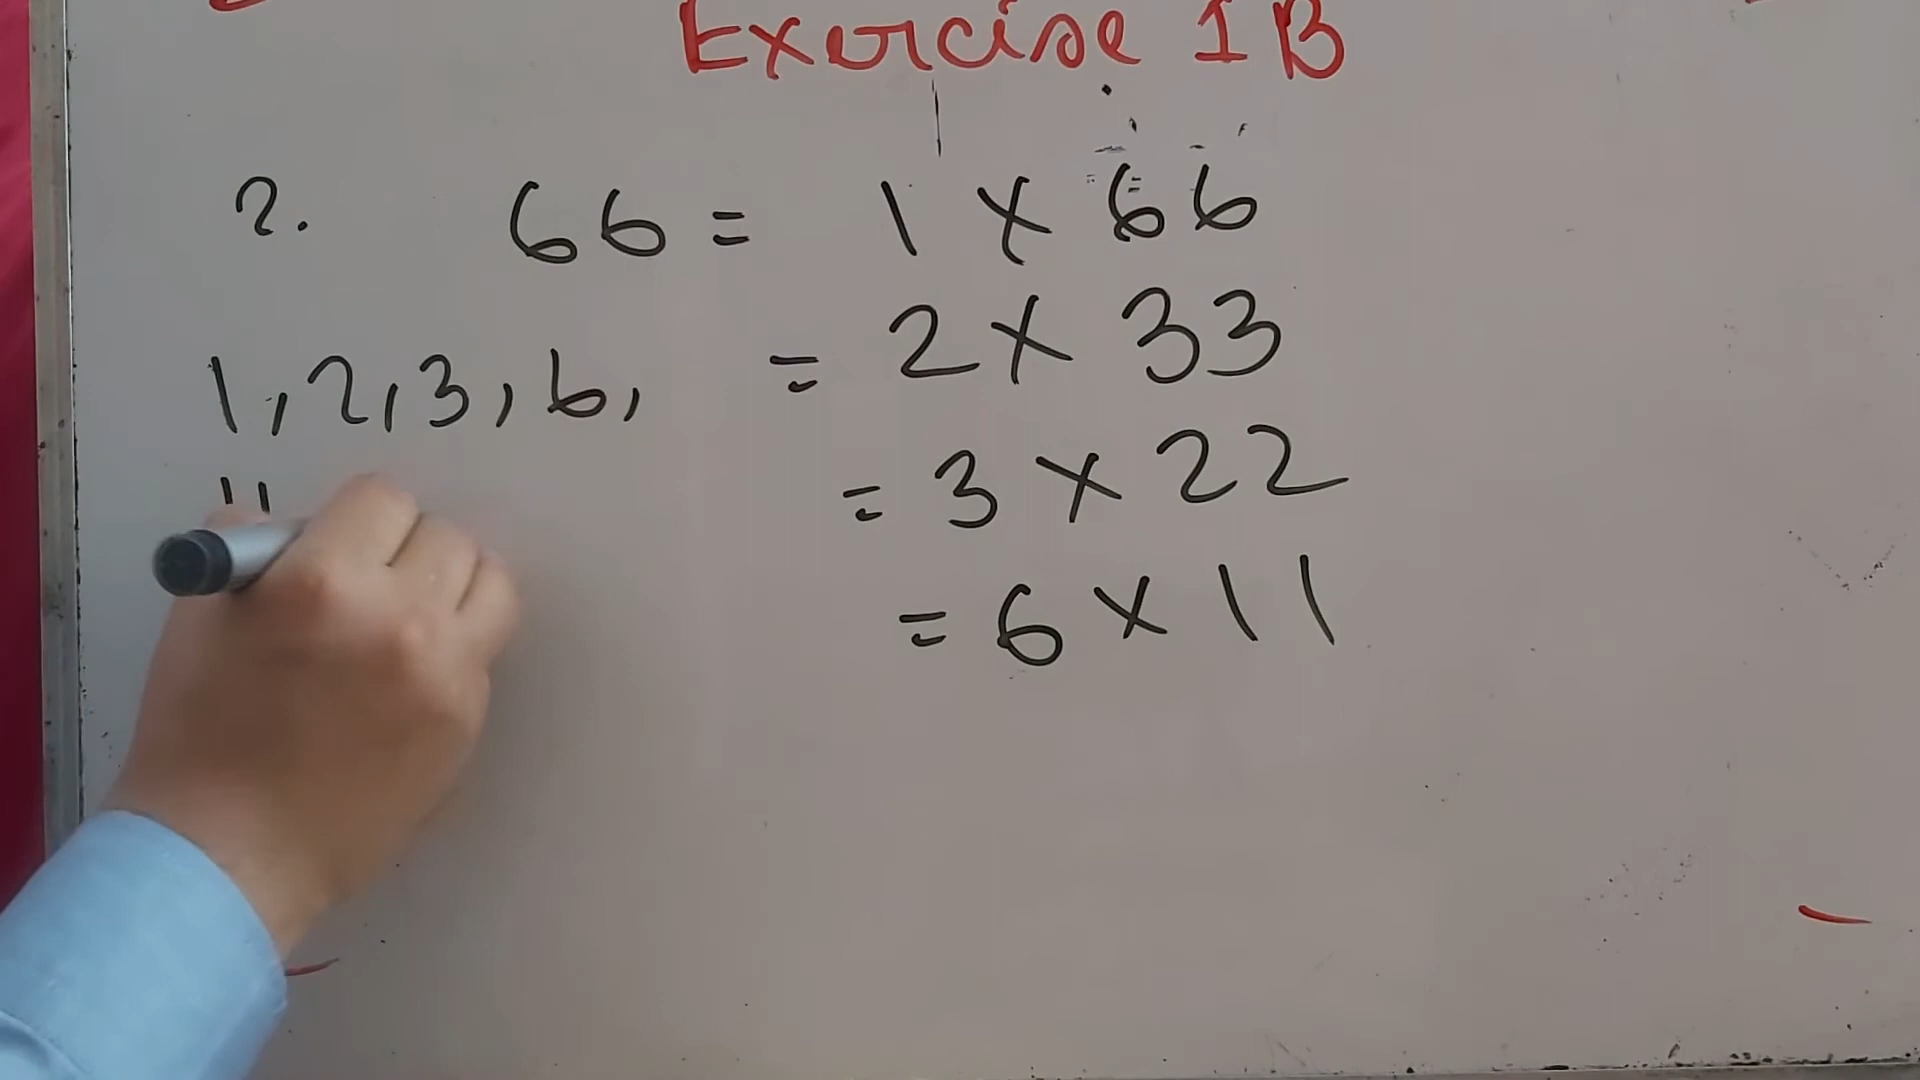 Exercise 1B
2. 66 = 1 x 66
= 2 x 33
1, 2, 3, 6,
= 3 x 22
11
= 6 x 11